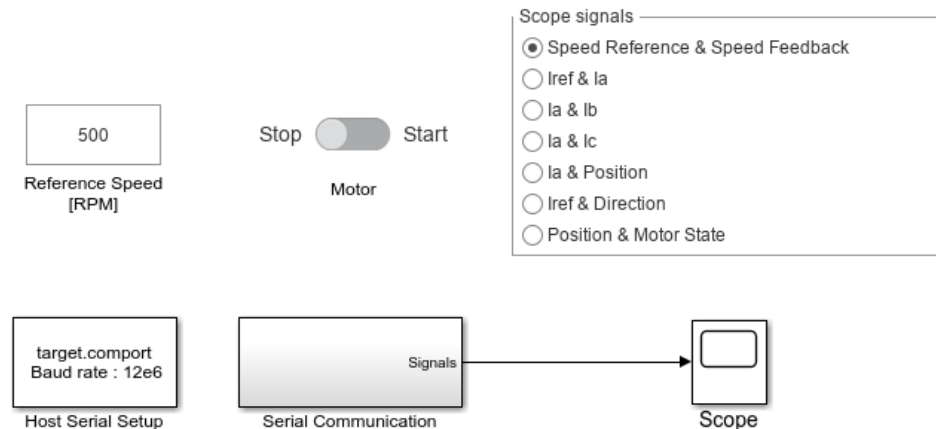 Scope signals
Speed Reference & Speed Feedback
Iref & Ia
Ia & Ib
Ia & Ic
Ia & Position
Iref & Direction
Position & Motor State
500
Reference Speed
[RPM]
Stop
Start
Motor
target.comport
Baud rate : 12e6
Host Serial Setup
Signals
Serial Communication
Scope